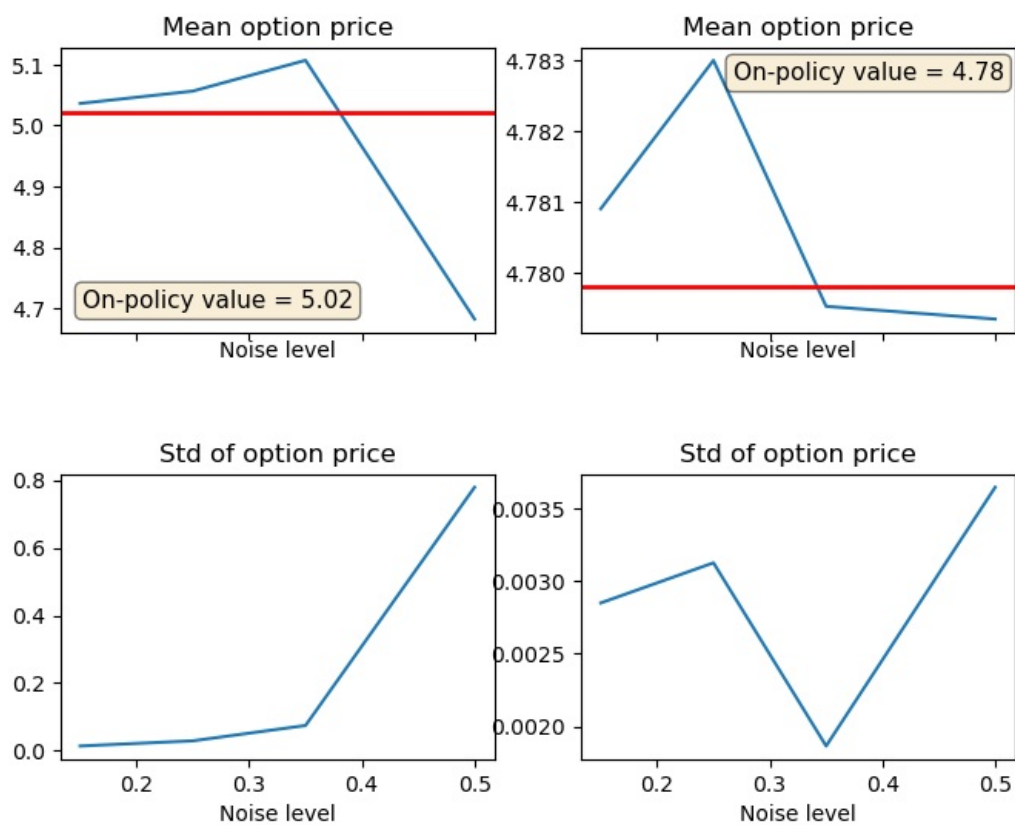 Mean option price
5.1
5.0
4.9
4.8
4.7
On-policy value = 5.02
Noise level
Mean option price
4.783
4.782
4.781
4.780
On-policy value = 4.78
Noise level
Std of option price
0.8
0.6
0.4
0.2
0.0
0.2 0.3 0.4 0.5
Noise level
Std of option price
0.0035
0.0030
0.0025
0.0020
0.2 0.3 0.4 0.5
Noise level